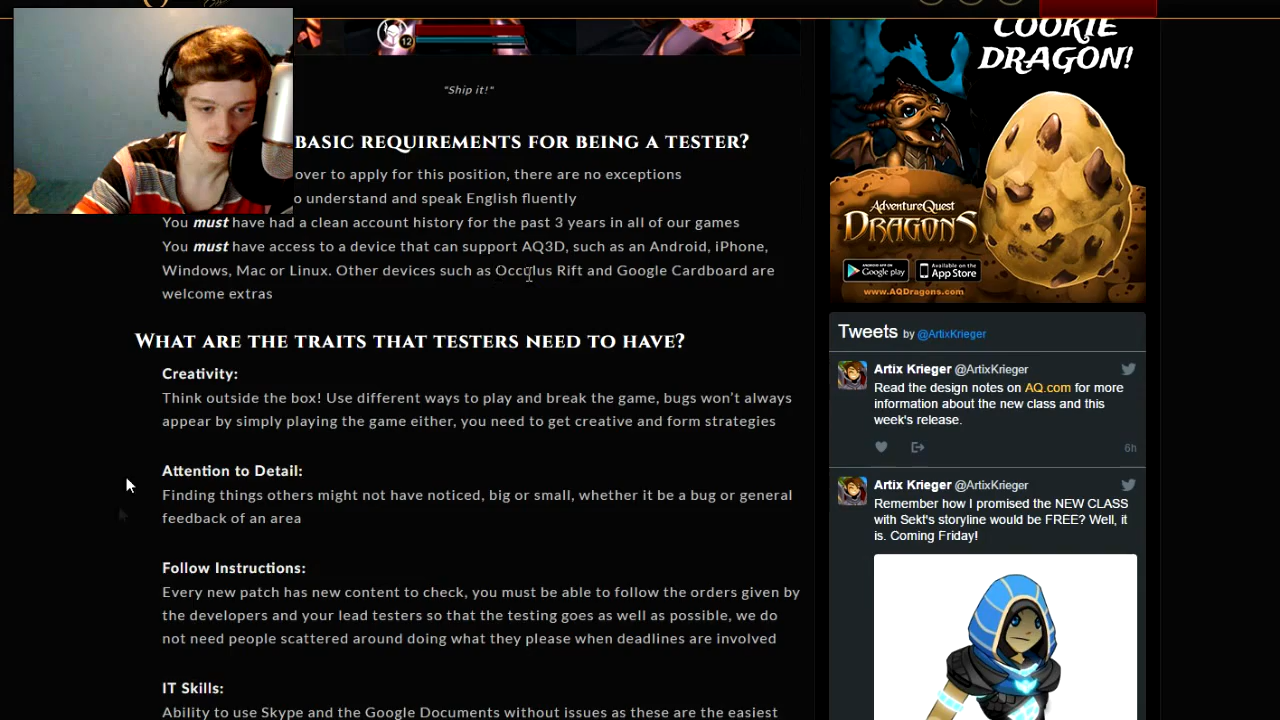 12
"Ship it!"
BASIC REQUIREMENTS FOR BEING A TESTER?
over to apply for this position, there are no exceptions
o understand and speak English fluently
You must have had a clean account history for the past 3 years in all of our games
You must have access to a device that can support AQ3D, such as an Android, iPhone,
Windows, Mac or Linux. Other devices such as Occulus Rift and Google Cardboard are
welcome extras
WHAT ARE THE TRAITS THAT TESTERS NEED TO HAVE?
Creativity:
Think outside the box! Use different ways to play and break the game, bugs won't always
appear by simply playing the game either, you need to get creative and form strategies
Attention to Detail:
Finding things others might not have noticed, big or small, whether it be a bug or general
feedback of an area
Follow Instructions:
Every new patch has new content to check, you must be able to follow the orders given by
the developers and your lead testers so that the testing goes as well as possible, we do
not need people scattered around doing what they please when deadlines are involved
IT Skills:
Ability to use Skype and the Google Documents without issues as these are the easiest
COOKIE
DRAGON!
ADVENTUREQUEST
DRAGONS
ANDROID APP ON
Google play
Available on the
App Store
www.AQDragons.com
Tweets by @ArtixKrieger
Artix Krieger @ArtixKrieger
Read the design notes on AQ.com for more
information about the new class and this
week's release.
6h
Artix Krieger @ArtixKrieger
Remember how I promised the NEW CLASS
with Sekt's storyline would be FREE? Well, it
is. Coming Friday!